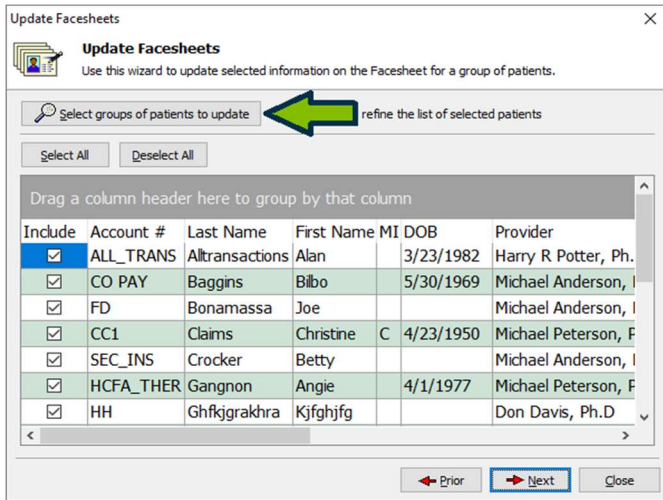 Update Facesheets
Update Facesheets
Use this wizard to update selected information on the Facesheet for a group of patients.
Select groups of patients to update refine the list of selected patients
Select All Deselect All
Drag a column header here to group by that column
Include Account # Last Name First Name MI DOB Provider
ALL_TRANS Alltransactions Alan 3/23/1982 Harry R Potter, Ph.
CO PAY Baggins Bilbo 5/30/1969 Michael Anderson,
FD Bonamassa Joe Michael Anderson,
CC1 Claims Christine C 4/23/1950 Michael Peterson, P
SEC_INS Crocker Betty Michael Anderson,
HCFA_THER Gangnon Angie 4/1/1977 Michael Peterson, P
HH Ghfkjgrakhra Kjfghjfg Don Davis, Ph.D
Prior Next Close